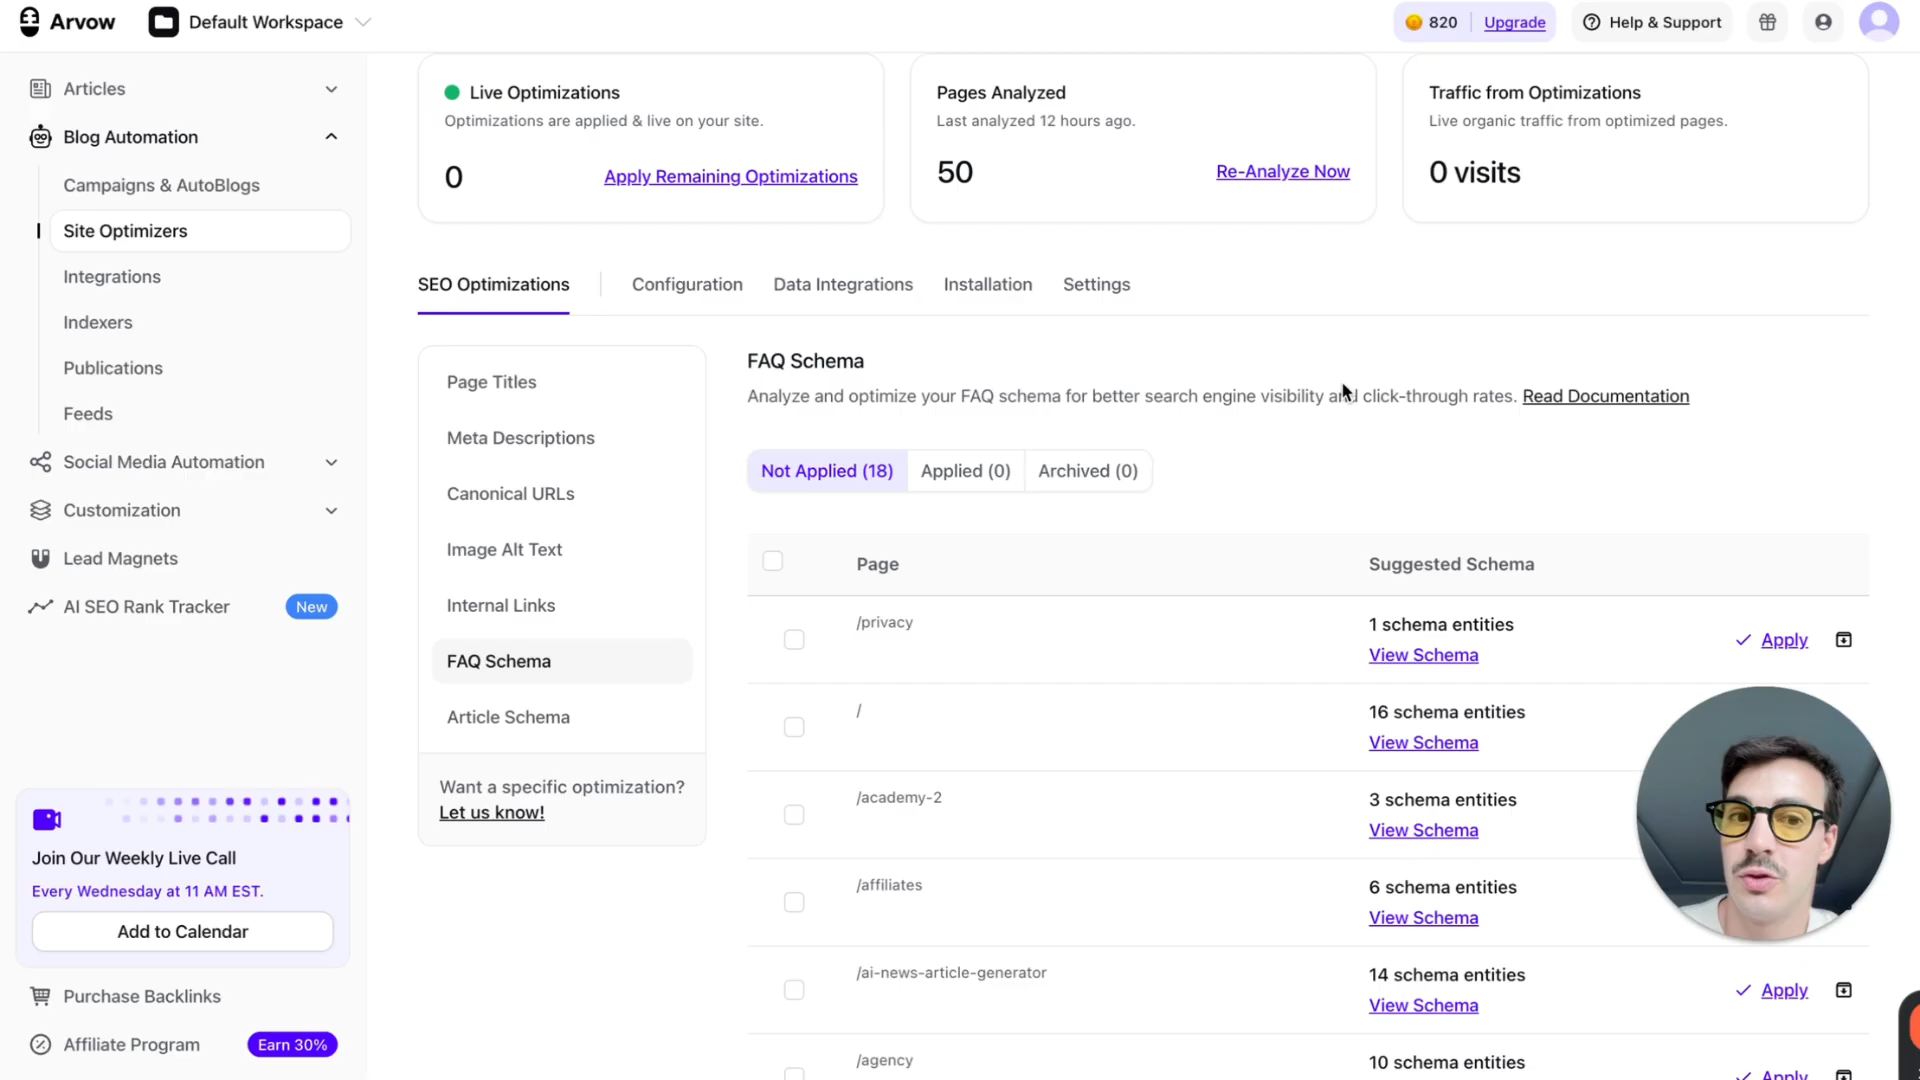 Arvow
Default Workspace
820
Upgrade
Help & Support
Articles
Blog Automation
Campaigns & AutoBlogs
Site Optimizers
Integrations
Indexers
Publications
Feeds
Social Media Automation
Customization
Lead Magnets
AI SEO Rank Tracker
New
Join Our Weekly Live Call
Every Wednesday at 11 AM EST.
Add to Calendar
Purchase Backlinks
Affiliate Program
Earn 30%
Live Optimizations
Optimizations are applied & live on your site.
0
Apply Remaining Optimizations
Pages Analyzed
Last analyzed 12 hours ago.
50
Re-Analyze Now
Traffic from Optimizations
Live organic traffic from optimized pages.
0 visits
SEO Optimizations
Configuration
Data Integrations
Installation
Settings
Page Titles
Meta Descriptions
Canonical URLs
Image Alt Text
Internal Links
FAQ Schema
Article Schema
Want a specific optimization?
Let us know!
FAQ Schema
Analyze and optimize your FAQ schema for better search engine visibility and click-through rates. Read Documentation
Not Applied (18)
Applied (0)
Archived (0)
Page
Suggested Schema
/privacy
1 schema entities
View Schema
Apply
/
16 schema entities
View Schema
/academy-2
3 schema entities
View Schema
/affiliates
6 schema entities
View Schema
/ai-news-article-generator
14 schema entities
View Schema
Apply
/agency
10 schema entities
Apply